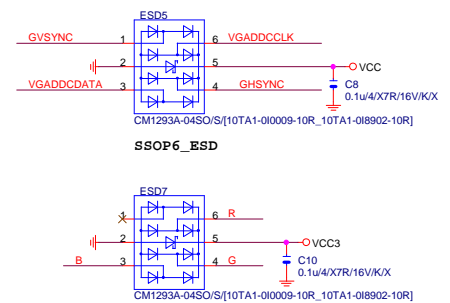 ESD5
GVSYNC 1 6 VGADDCCLK
2 5 VCC
VGADDCDATA 3 4 GHSYNC
C8
0.1u/4/X7R/16V/K/X
CM1293A-04SO/S/[10TA1-0I0009-10R_10TA1-0I8902-10R]
SSOP6_ESD
ESD7
1 6 R
2 5 VCC3
B 3 4 G
C10
0.1u/4/X7R/16V/K/X
CM1293A-04SO/S/[10TA1-0I0009-10R_10TA1-0I8902-10R]